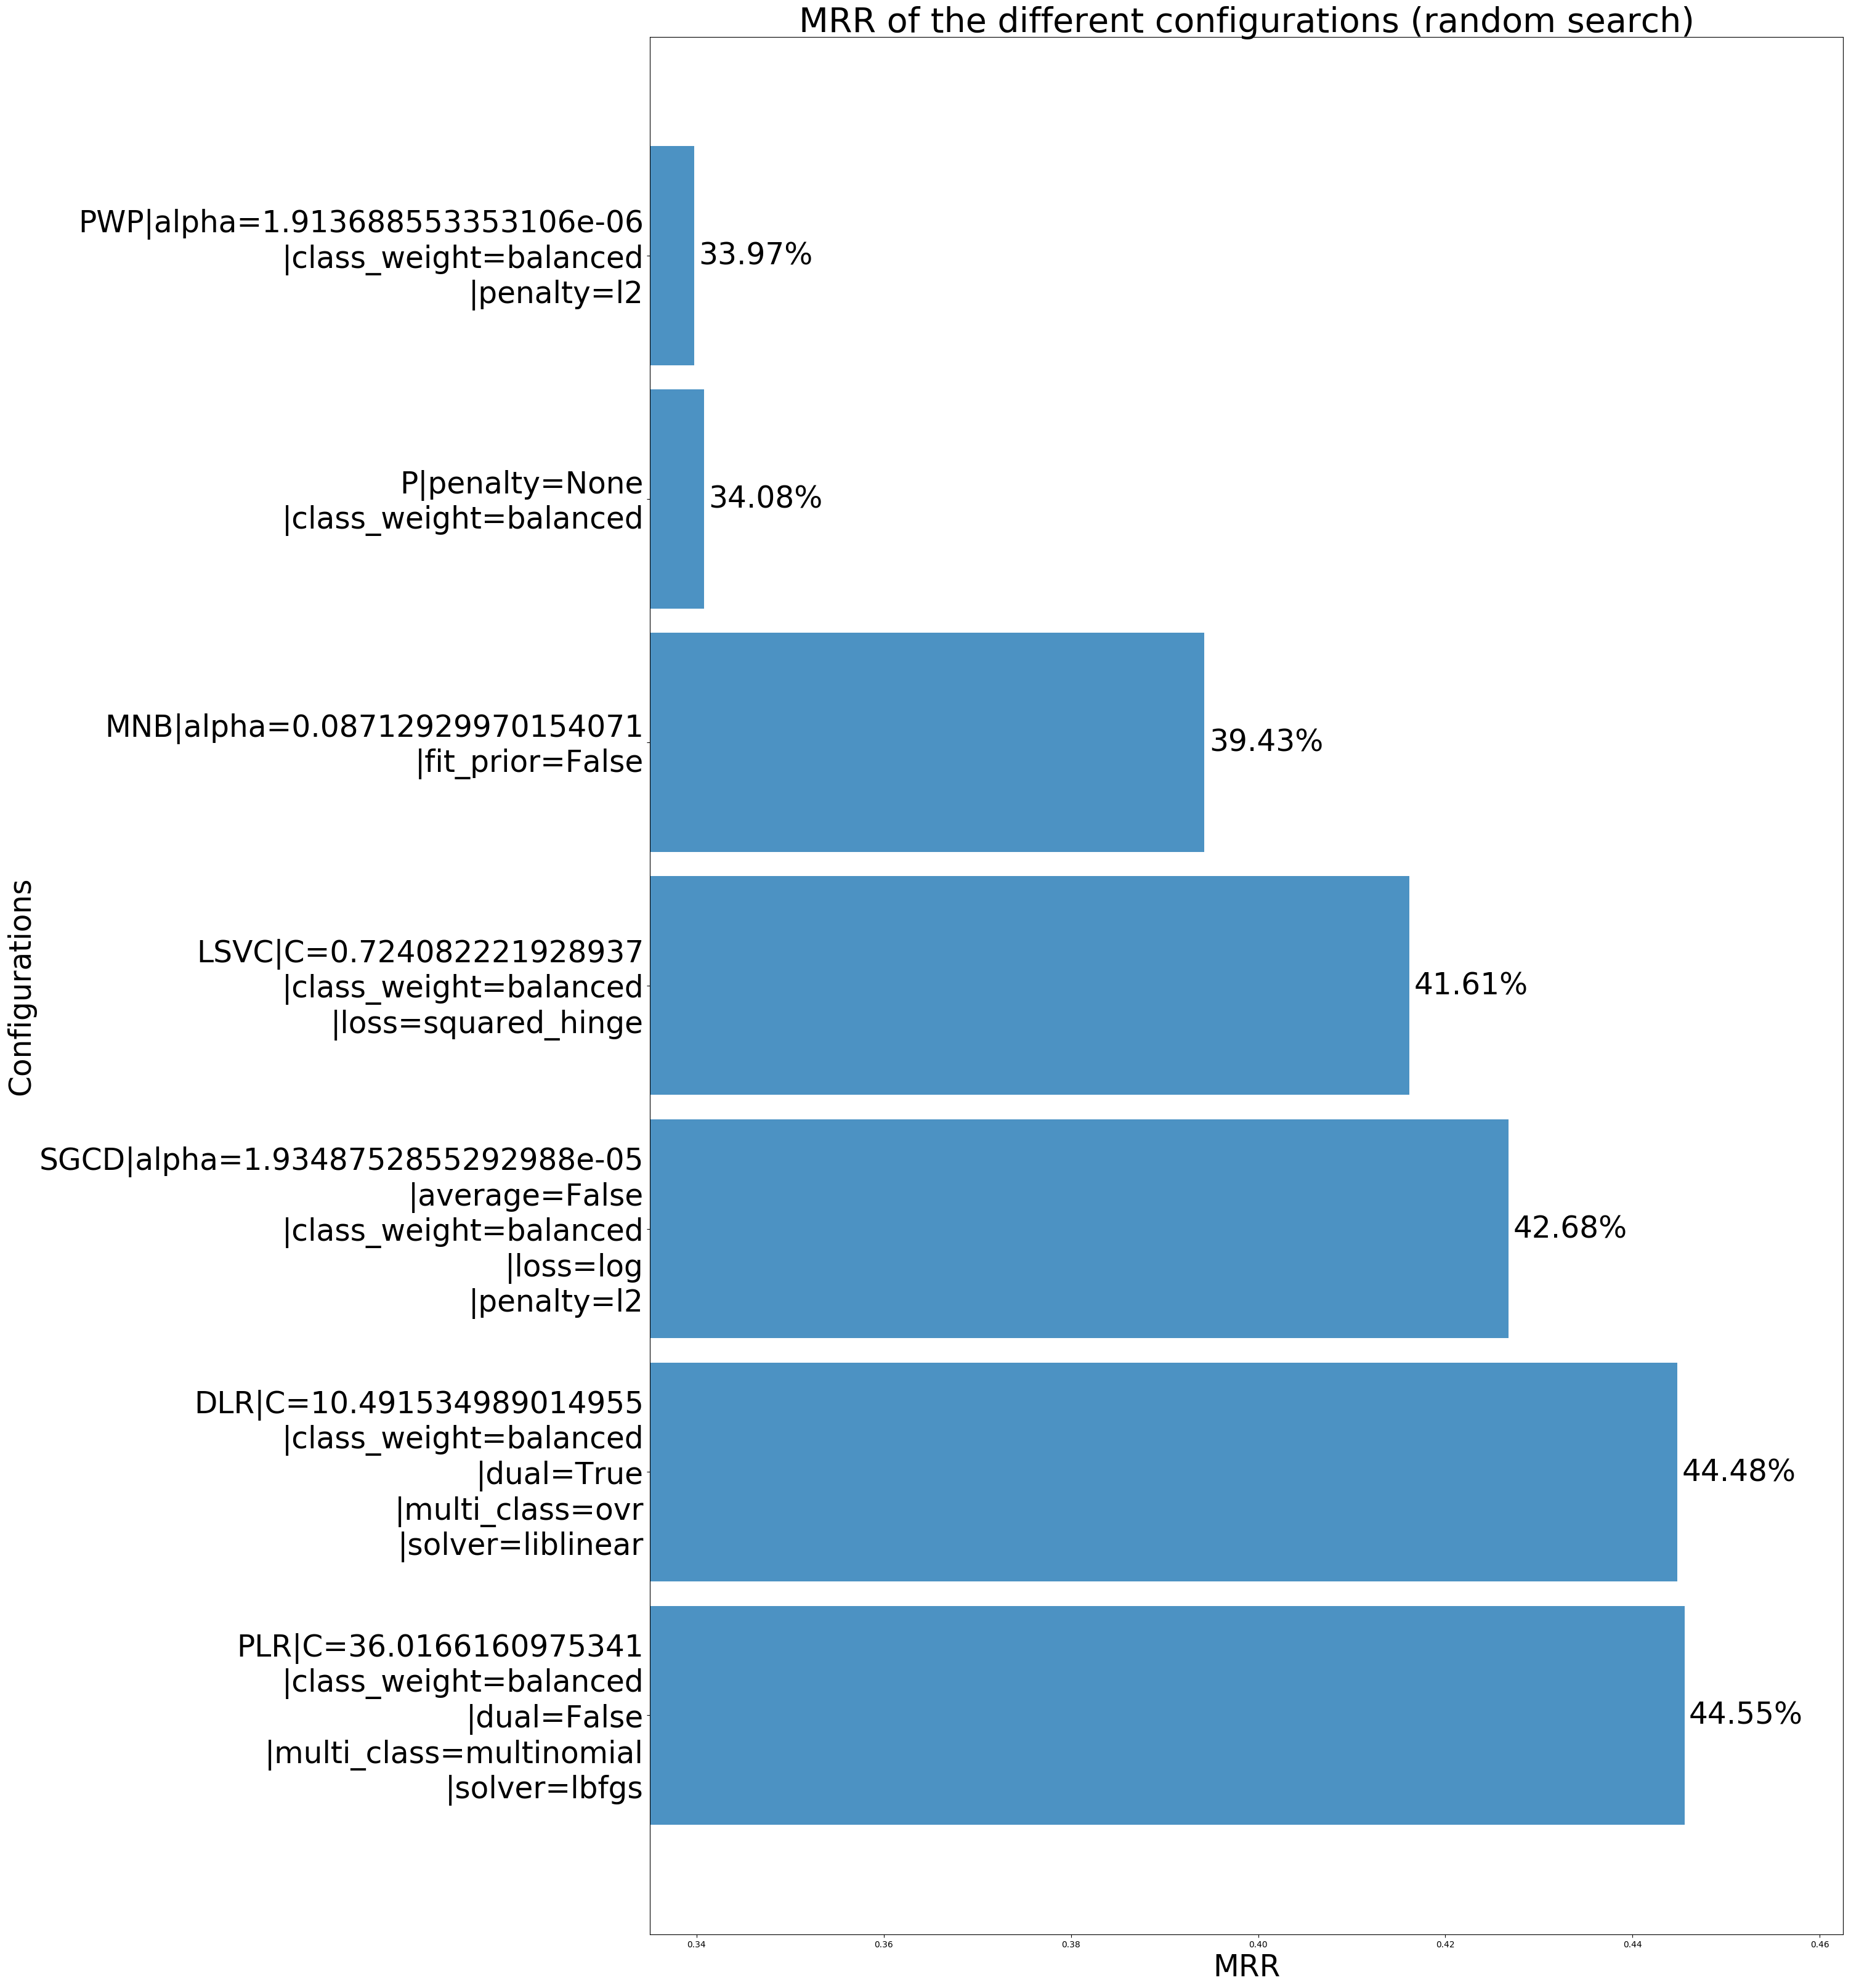 MRR of the different configurations (random search)
PWP|alpha=1.913688553353106e-06
|class_weight=balanced
|penalty=l2
33.97%
P|penalty=None
|class_weight=balanced
34.08%
MNB|alpha=0.08712929970154071
|fit_prior=False
39.43%
LSVC|C=0.724082221928937
|class_weight=balanced
|loss=squared_hinge
41.61%
SGCD|alpha=1.9348752855292988e-05
|average=False
|class_weight=balanced
|loss=log
|penalty=l2
42.68%
DLR|C=10.491534989014955
|class_weight=balanced
|dual=True
|multi_class=ovr
|solver=liblinear
44.48%
PLR|C=36.0166160975341
|class_weight=balanced
|dual=False
|multi_class=multinomial
|solver=lbfgs
44.55%
Configurations
0.34 0.36 0.38 0.40 0.42 0.44 0.46
MRR